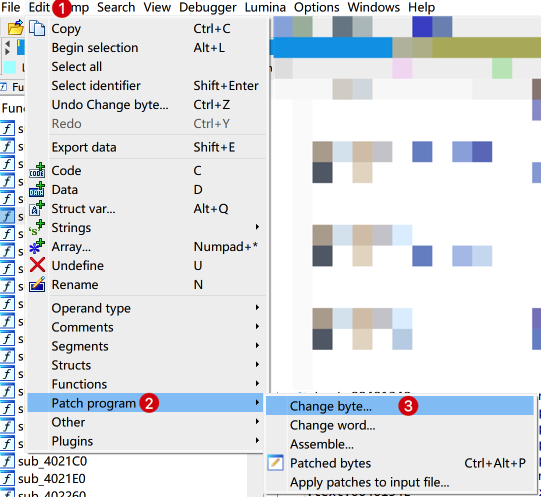 File Edit 1 mp Search View Debugger Lumina Options Windows Help
Copy Ctrl+C
Begin selection Alt+L
Select all
Select identifier Shift+Enter
Undo Change byte... Ctrl+Z
Redo Ctrl+Y
Export data Shift+E
Code C
Data D
Struct var... Alt+Q
Strings
Array... Numpad+*
Undefine U
Rename N
Operand type
Comments
Segments
Structs
Functions
Patch program 2
Other
Plugins
Change byte... 3
Change word...
Assemble...
Patched bytes Ctrl+Alt+P
Apply patches to input file...
sub_4021C0
sub_4021E0
sub_402260